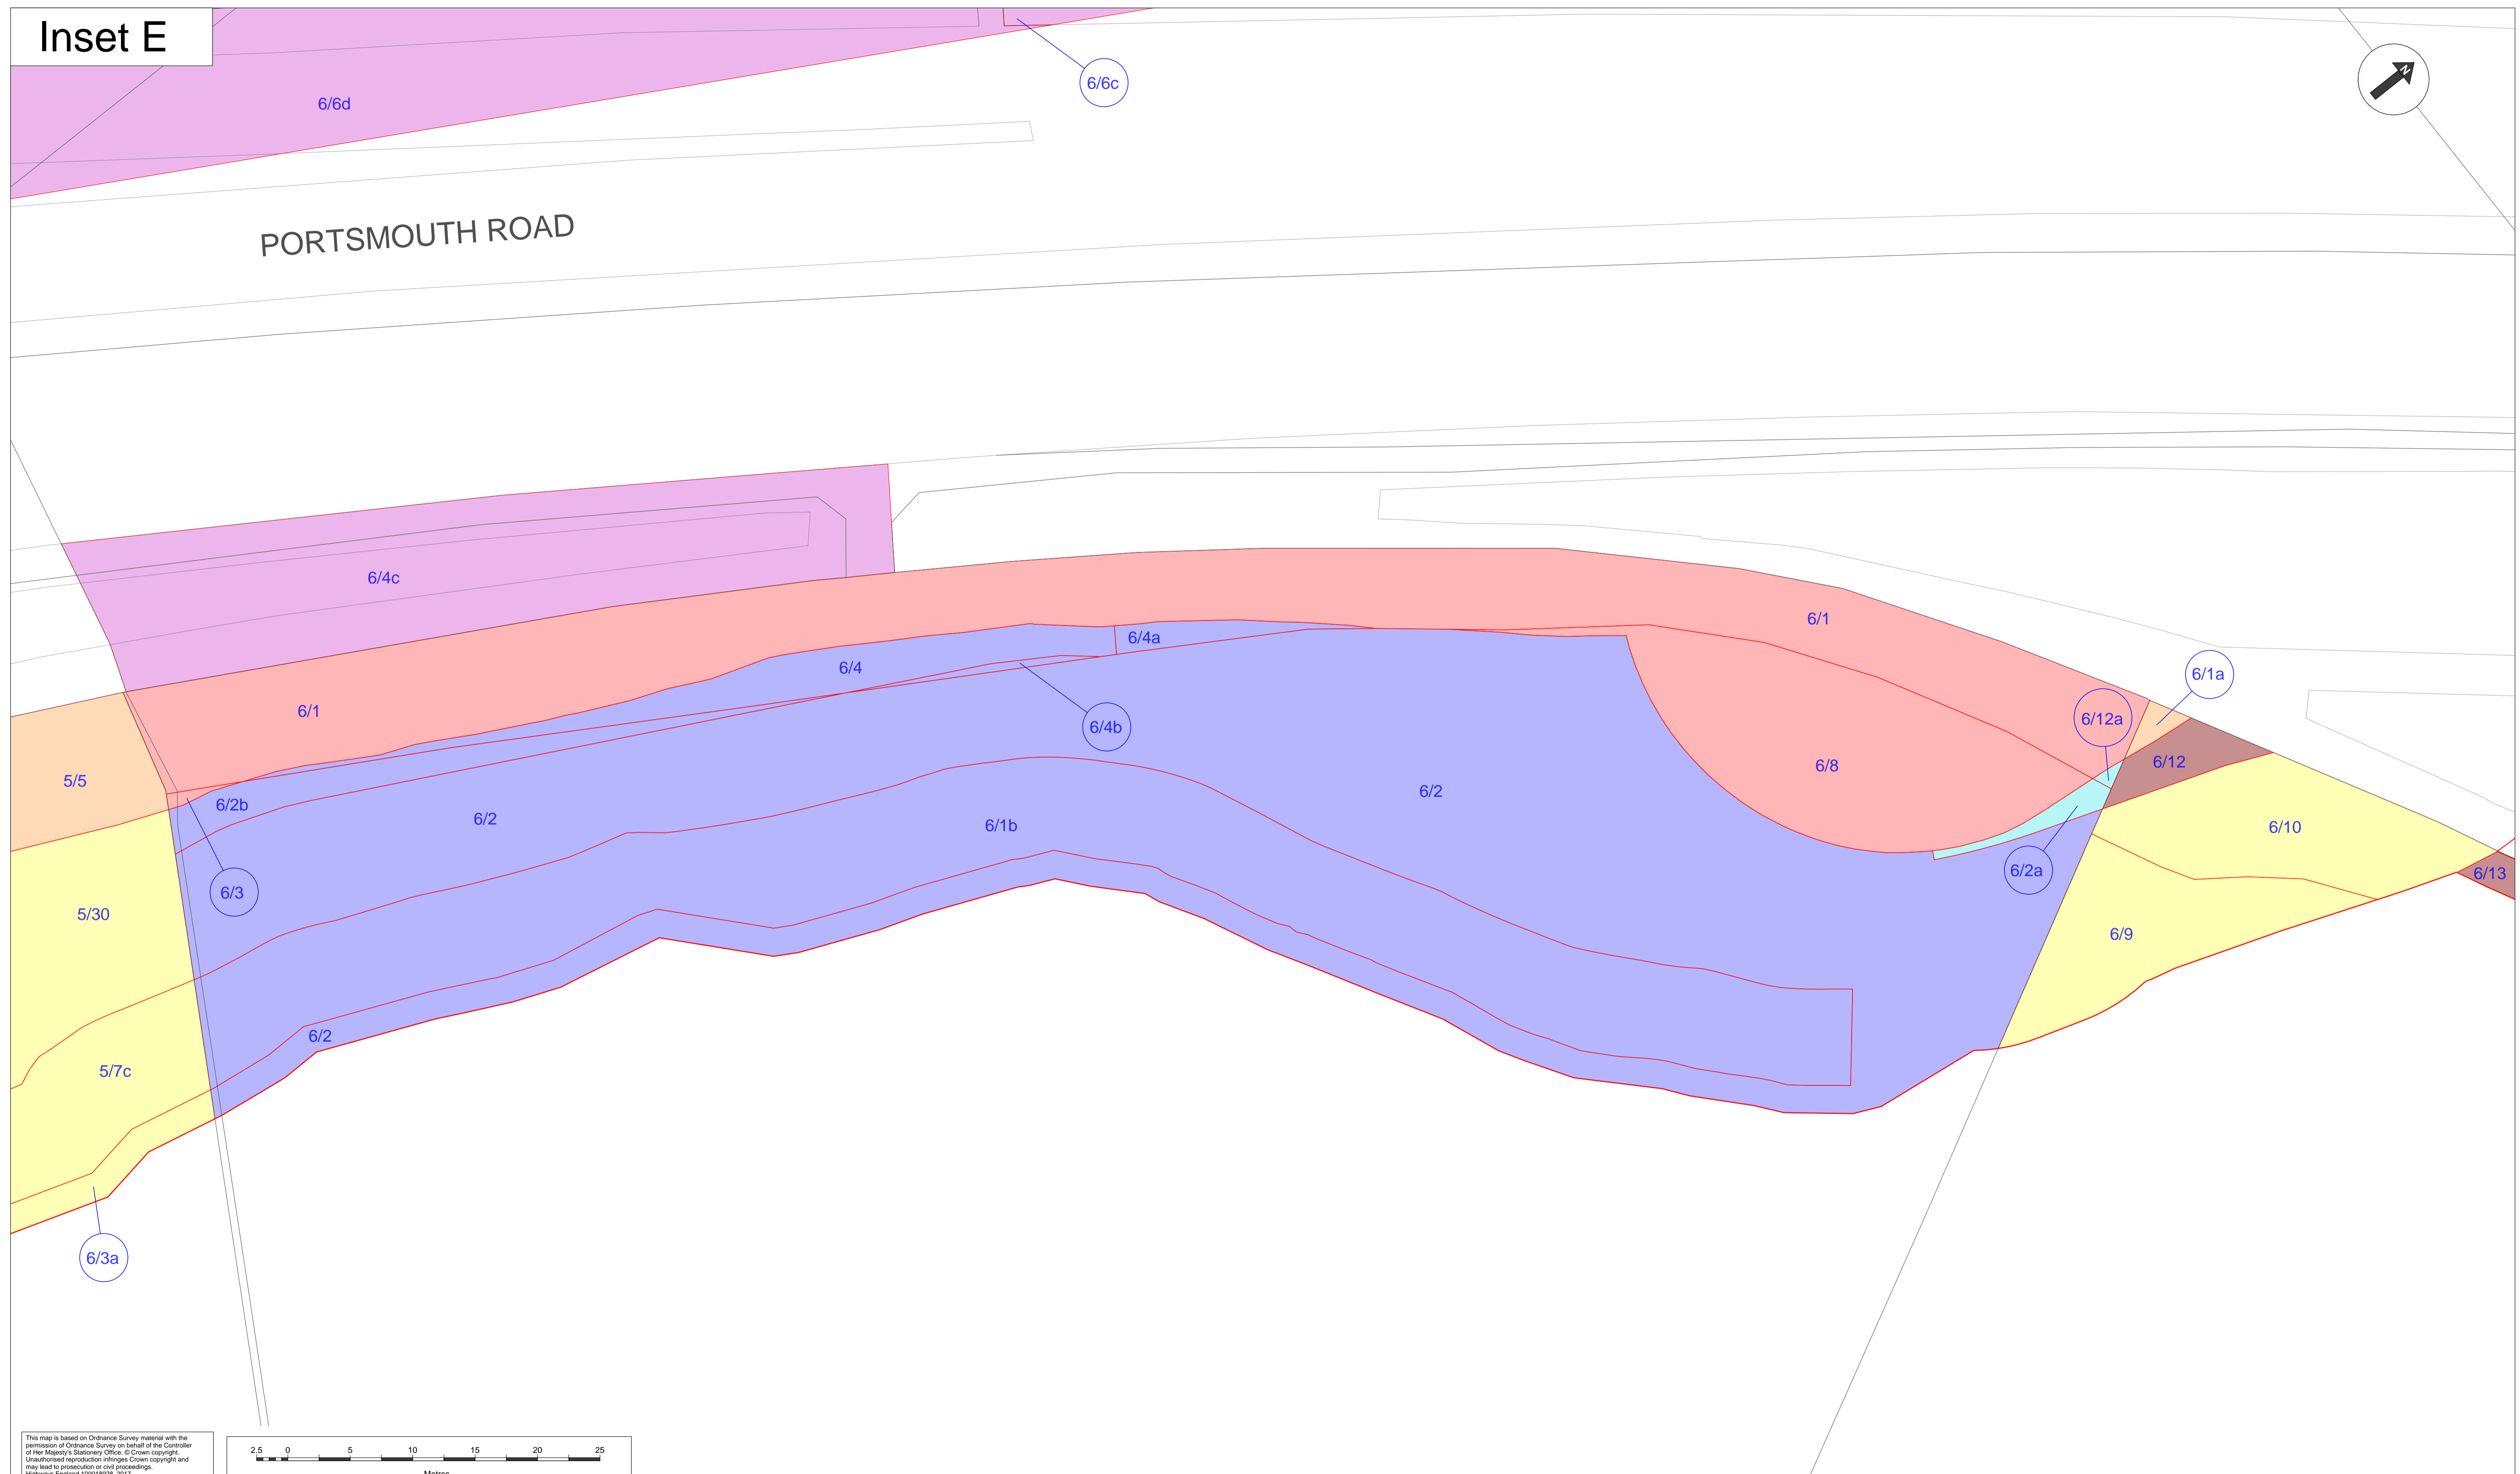 Inset E
N
6/6c
6/6d
PORTSMOUTH ROAD
6/4c
6/1
6/4a
6/4
6/1a
6/1
6/12a
6/4b
6/12
6/8
5/5
6/2
6/2b
6/2
6/1b
6/10
6/2a
6/13
6/3
5/30
6/9
6/2
5/7c
6/3a
This map is based on Ordnance Survey material with the
permission of Ordnance Survey on behalf of the Controller
of Her Majesty's Stationery Office. © Crown copyright.
Unauthorised reproduction infringes Crown copyright and
may lead to prosecution or civil proceedings.
Highways England 100018928, 2017
2.5 0 5 10 15 20 25
Metres